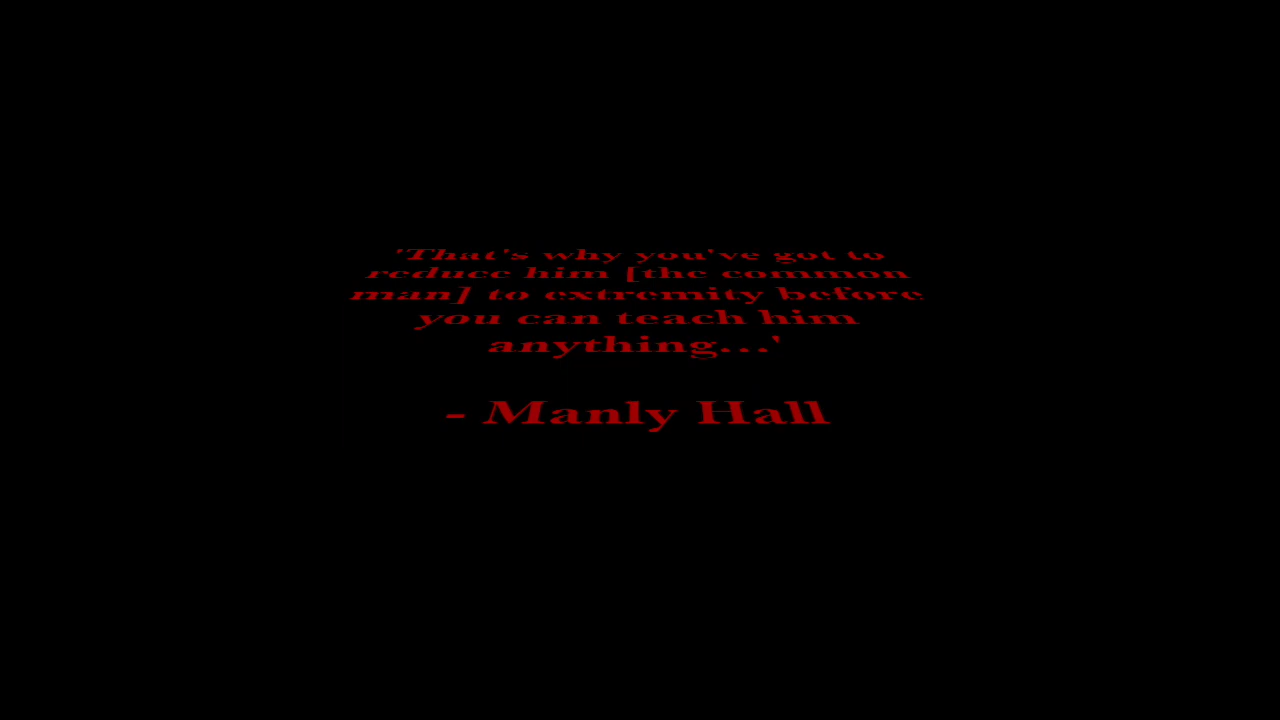 'That's why you've got to
reduce him [the common
man] to extremity before
you can teach him
anything...'
- Manly Hall